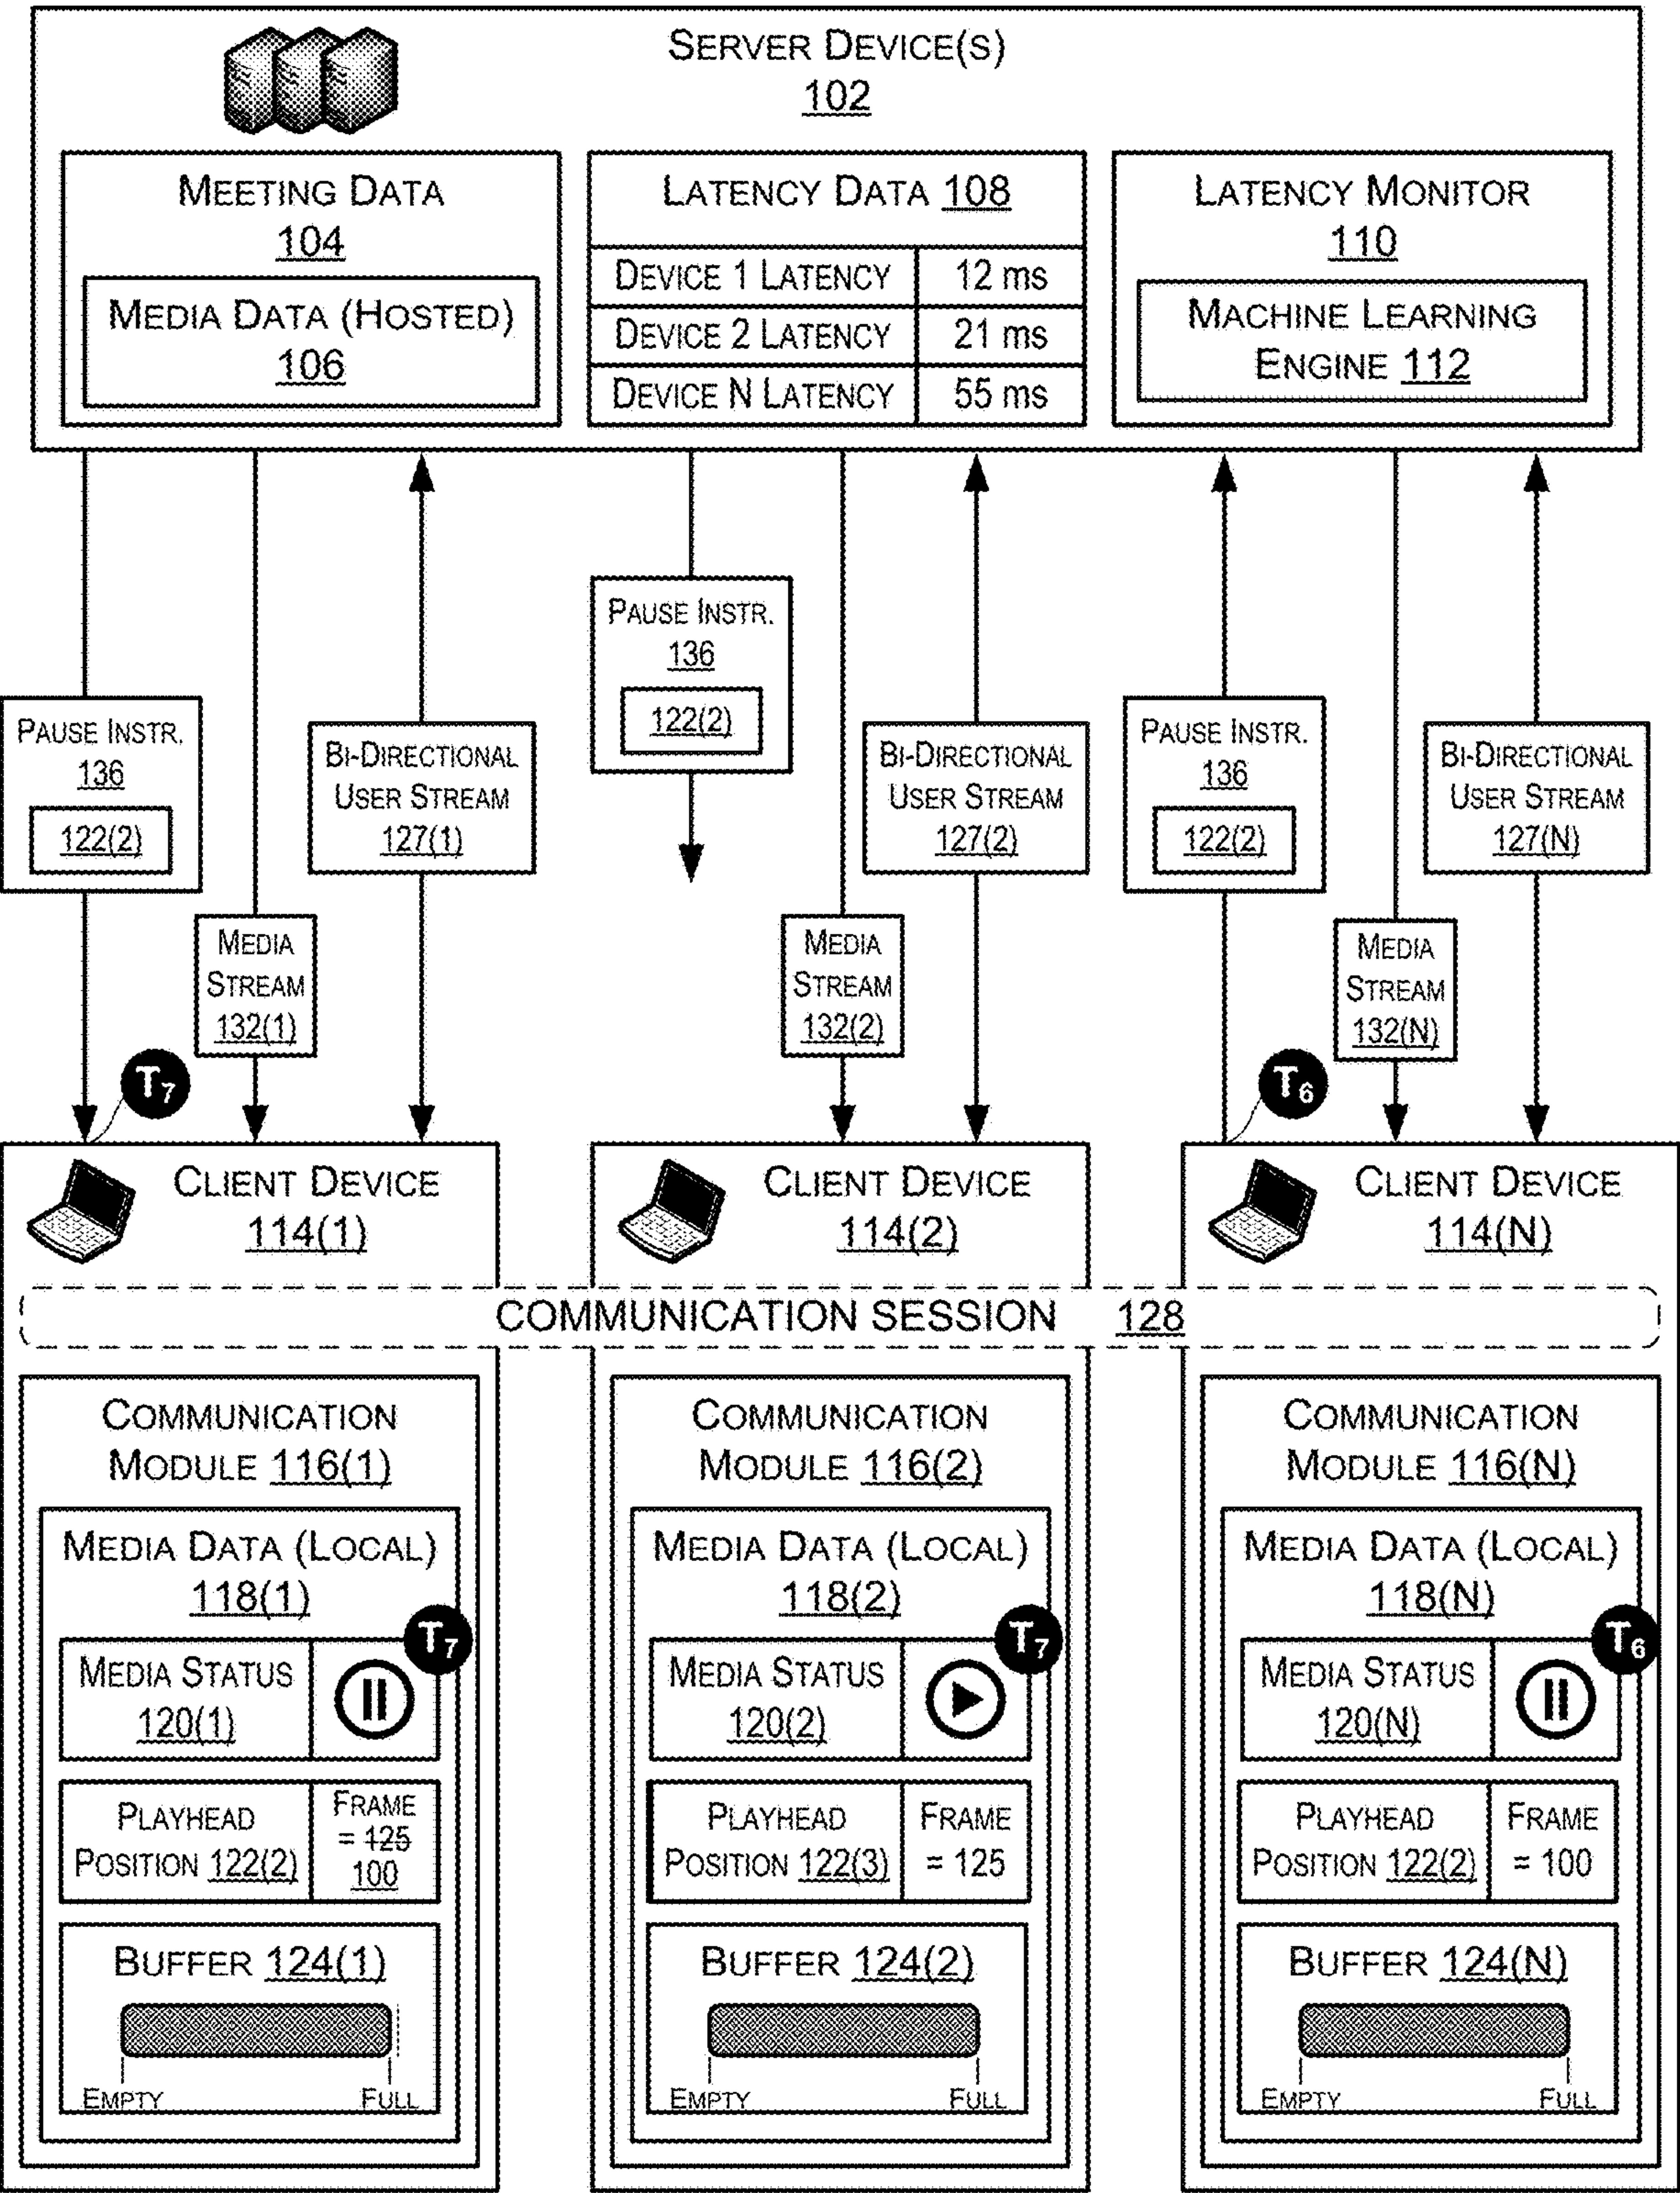 SERVER DEVICE(S)
102
MEETING DATA
104
MEDIA DATA (HOSTED)
106
LATENCY DATA 108
DEVICE 1 LATENCY 12 ms
DEVICE 2 LATENCY 21 ms
DEVICE N LATENCY 55 ms
LATENCY MONITOR
110
MACHINE LEARNING
ENGINE 112
PAUSE INSTR.
136
122(2)
MEDIA
STREAM
132(1)
BI-DIRECTIONAL
USER STREAM
127(1)
PAUSE INSTR.
136
122(2)
MEDIA
STREAM
132(2)
BI-DIRECTIONAL
USER STREAM
127(2)
PAUSE INSTR.
136
122(2)
MEDIA
STREAM
132(N)
BI-DIRECTIONAL
USER STREAM
127(N)
T7
T6
CLIENT DEVICE
114(1)
CLIENT DEVICE
114(2)
CLIENT DEVICE
114(N)
COMMUNICATION SESSION 128
COMMUNICATION
MODULE 116(1)
MEDIA DATA (LOCAL)
118(1)
T7
MEDIA STATUS
120(1)
PLAYHEAD
POSITION 122(2)
FRAME
= 125
100
BUFFER 124(1)
EMPTY FULL
COMMUNICATION
MODULE 116(2)
MEDIA DATA (LOCAL)
118(2)
T7
MEDIA STATUS
120(2)
PLAYHEAD
POSITION 122(3)
FRAME
= 125
BUFFER 124(2)
EMPTY FULL
COMMUNICATION
MODULE 116(N)
MEDIA DATA (LOCAL)
118(N)
T6
MEDIA STATUS
120(N)
PLAYHEAD
POSITION 122(2)
FRAME
= 100
BUFFER 124(N)
EMPTY FULL